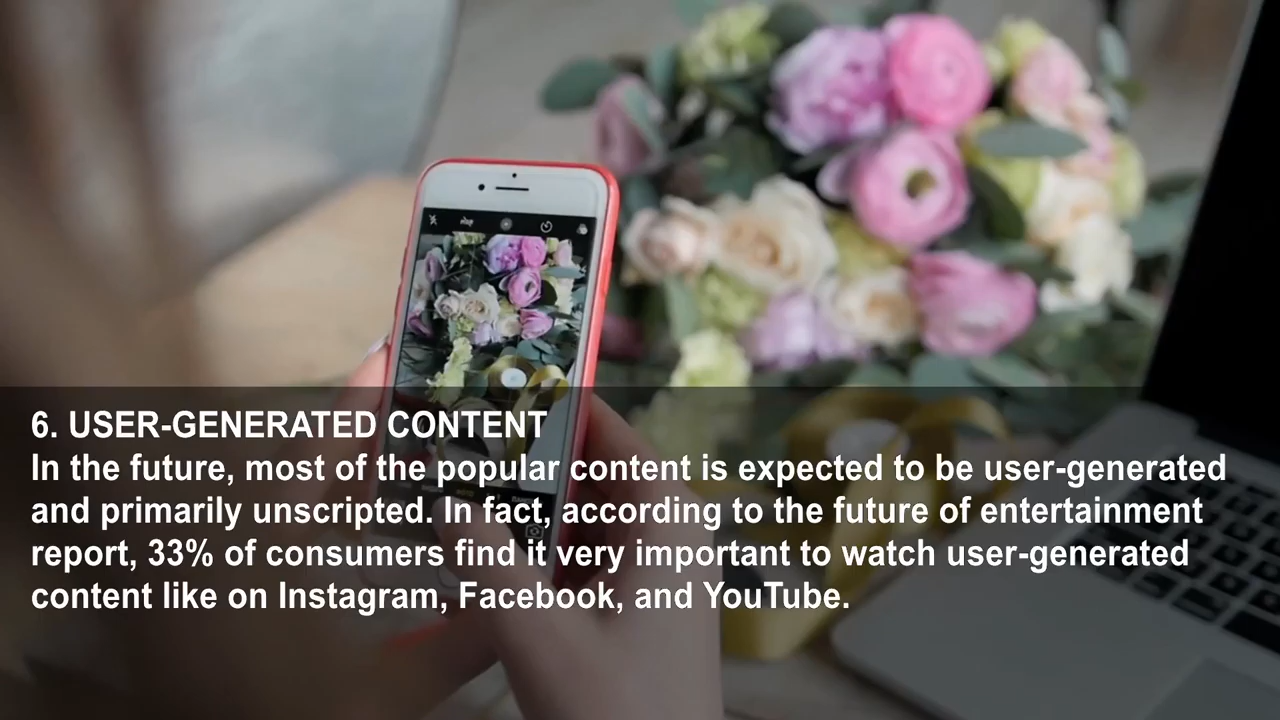 6. USER-GENERATED CONTENT
In the future, most of the popular content is expected to be user-generated
and primarily unscripted. In fact, according to the future of entertainment
report, 33% of consumers find it very important to watch user-generated
content like on Instagram, Facebook, and YouTube.